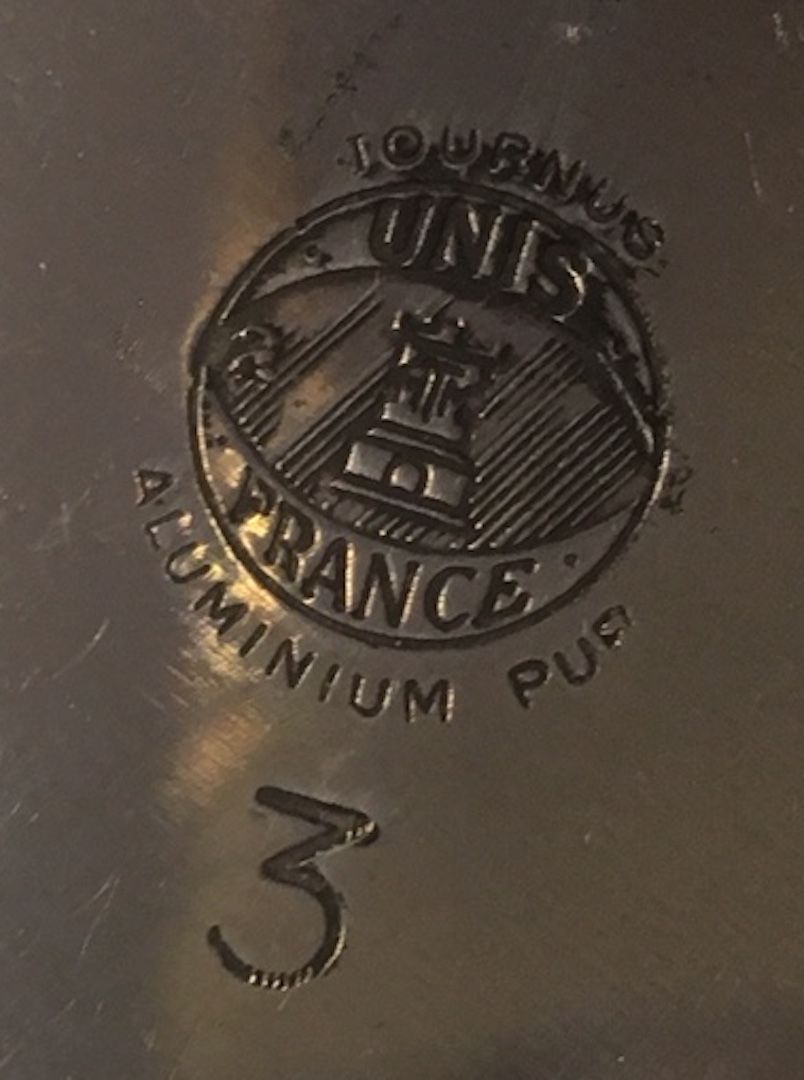 TOURNUS
UNIS
FRANCE
ALUMINIUM PUR
3